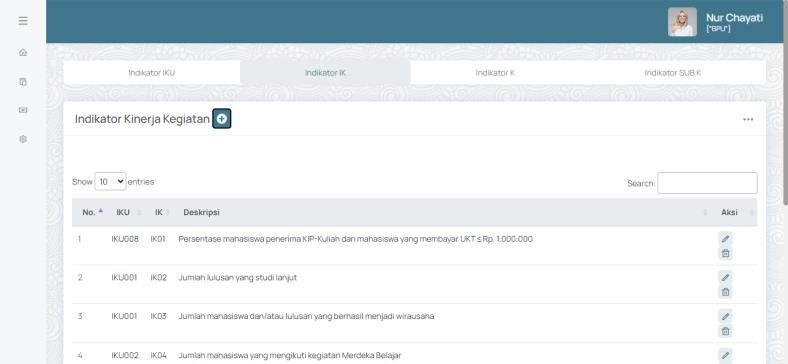 Nur Chayati
["BPU"]
Indikator IKU
Indikator IK
Indikator K
Indikator SUB K
Indikator Kinerja Kegiatan
Show 10 entries
Search:
No. IKU IK Deskripsi Aksi
1 IKU008 IK01 Persentase mahasiswa penerima KIP-Kuliah dan mahasiswa yang membayar UKT ≤ Rp. 1.000.000
2 IKU001 IK02 Jumlah lulusan yang studi lanjut
3 IKU001 IK03 Jumlah mahasiswa dan/atau lulusan yang berhasil menjadi wirausaha
4 IKU002 IK04 Jumlah mahasiswa yang mengikuti kegiatan Merdeka Belajar